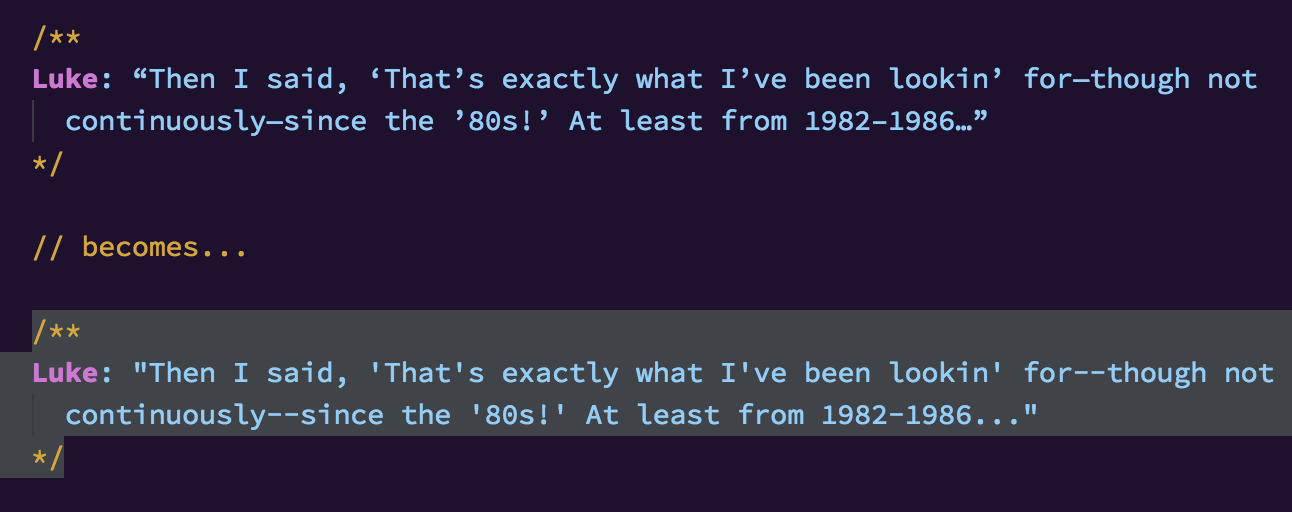 /**
Luke: “Then I said, ‘That’s exactly what I’ve been lookin’ for—though not
continuously—since the ’80s!’ At least from 1982–1986…”
*/
// becomes...
/**
Luke: "Then I said, 'That's exactly what I've been lookin' for--though not
continuously--since the '80s!' At least from 1982-1986..."
*/